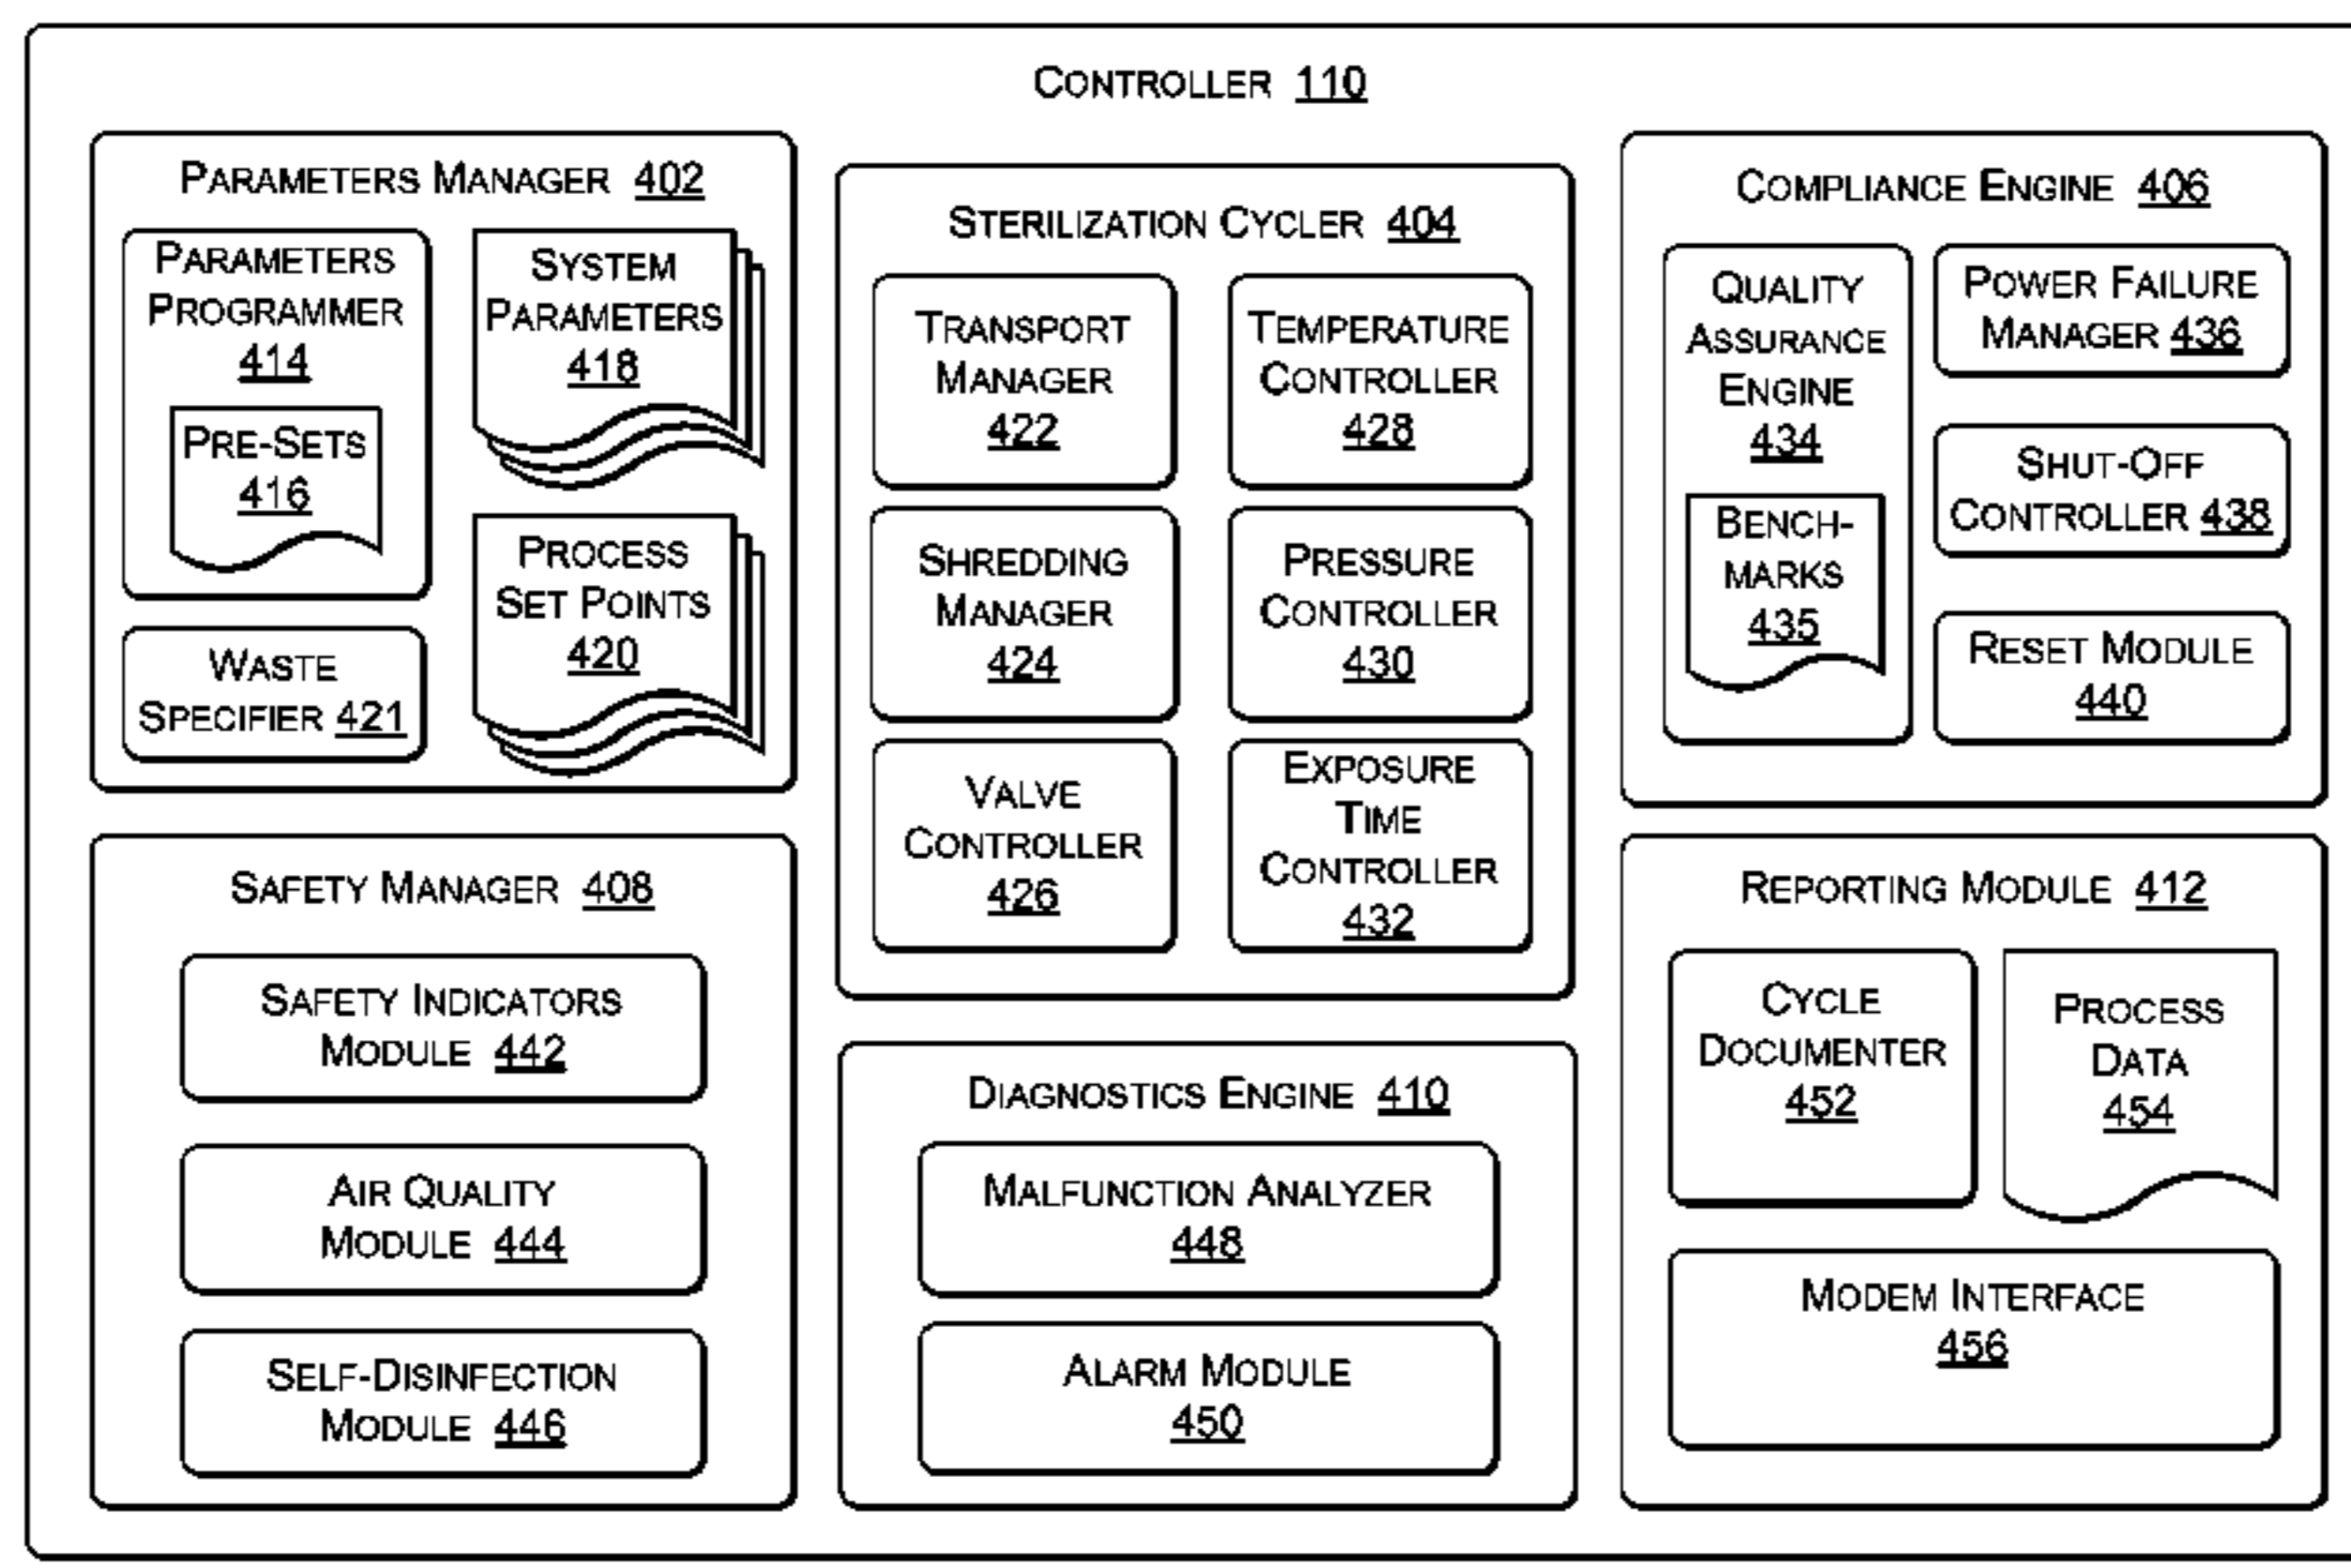 CONTROLLER 110
PARAMETERS MANAGER 402
PARAMETERS
PROGRAMMER
414
PRE-SETS
416
SYSTEM
PARAMETERS
418
PROCESS
SET POINTS
420
WASTE
SPECIFIER 421
STERILIZATION CYCLER 404
TRANSPORT
MANAGER
422
TEMPERATURE
CONTROLLER
428
SHREDDING
MANAGER
424
PRESSURE
CONTROLLER
430
VALVE
CONTROLLER
426
EXPOSURE
TIME
CONTROLLER
432
COMPLIANCE ENGINE 406
QUALITY
ASSURANCE
ENGINE
434
BENCH-
MARKS
435
POWER FAILURE
MANAGER 436
SHUT-OFF
CONTROLLER 438
RESET MODULE
440
SAFETY MANAGER 408
SAFETY INDICATORS
MODULE 442
AIR QUALITY
MODULE 444
SELF-DISINFECTION
MODULE 446
DIAGNOSTICS ENGINE 410
MALFUNCTION ANALYZER
448
ALARM MODULE
450
REPORTING MODULE 412
CYCLE
DOCUMENTER
452
PROCESS
DATA
454
MODEM INTERFACE
456